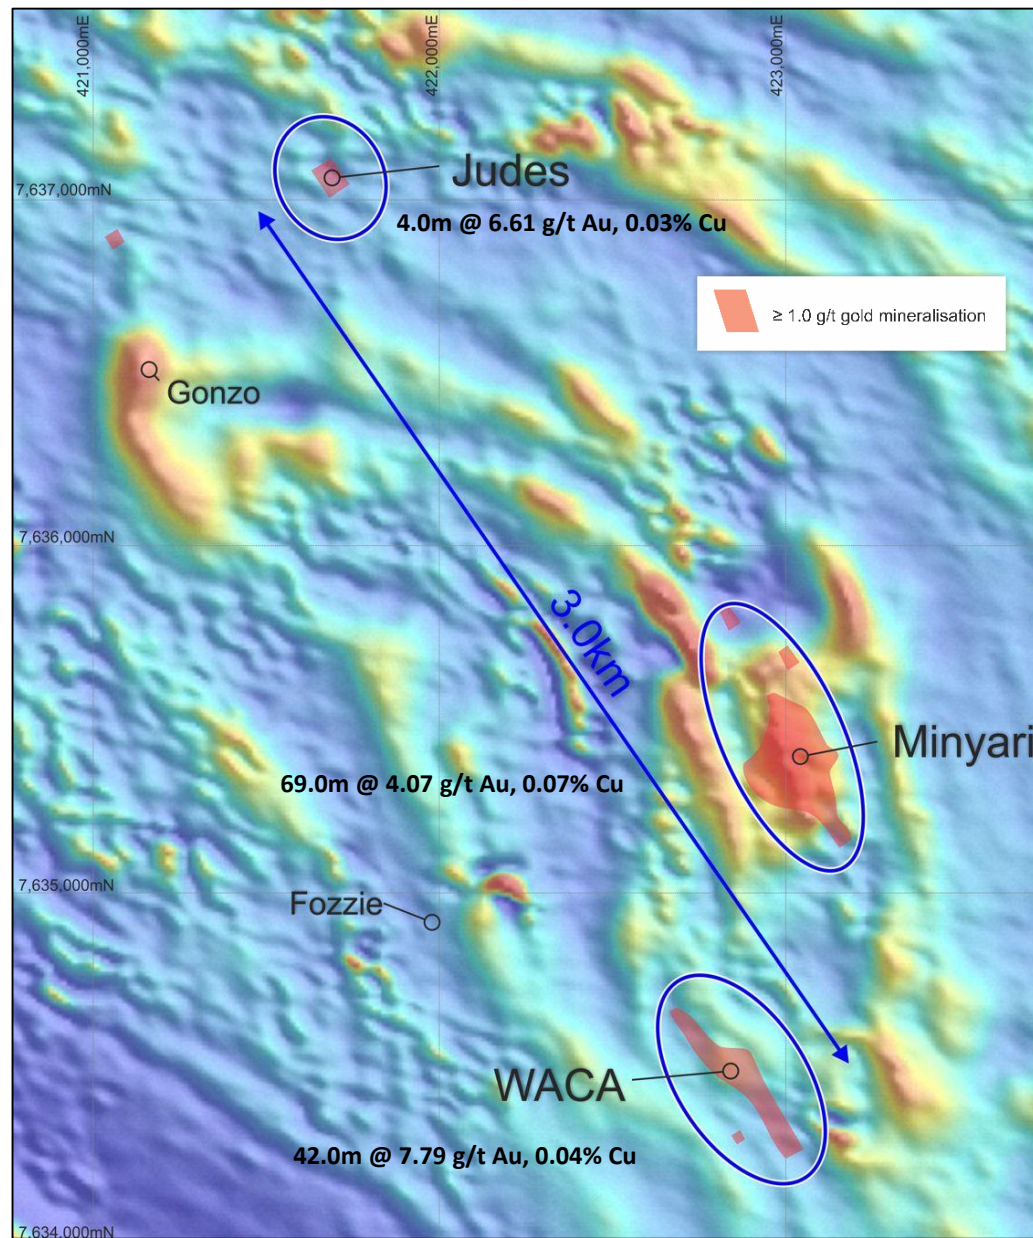 421,000mE
422,000mE
423,000mE
Judes
7,637,000mN
4.0m @ 6.61 g/t Au, 0.03% Cu
≥ 1.0 g/t gold mineralisation
Gonzo
7,636,000mN
3.0km
Minyari
69.0m @ 4.07 g/t Au, 0.07% Cu
7,635,000mN
Fozzie
WACA
42.0m @ 7.79 g/t Au, 0.04% Cu
7,634,000mN